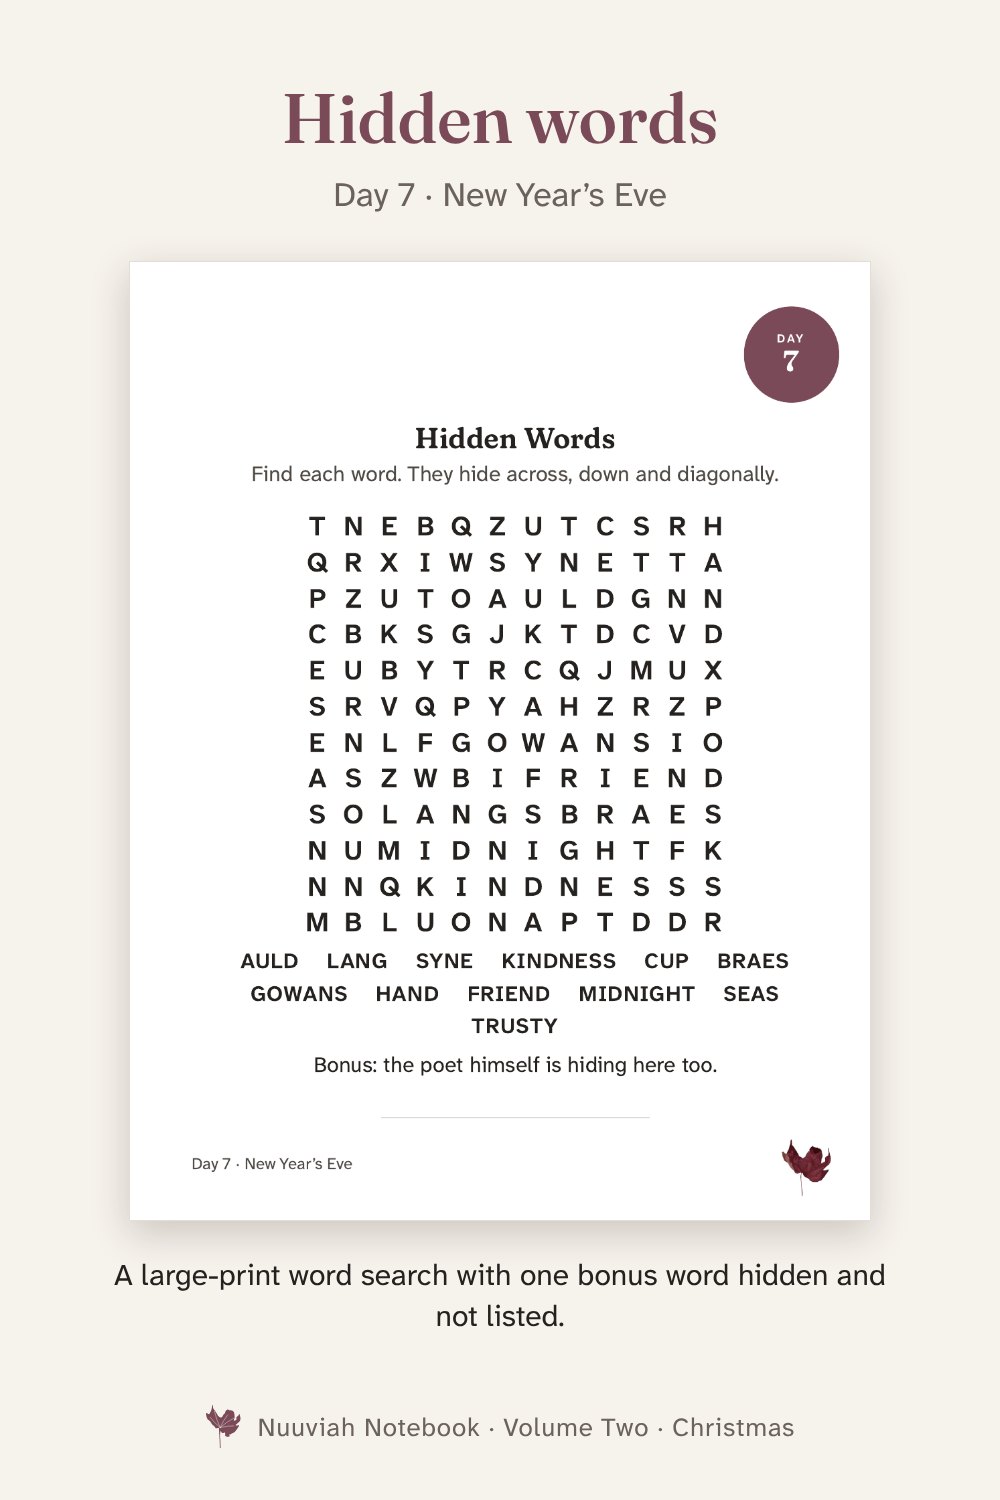 Hidden words
Day 7 · New Year’s Eve
DAY
7
Hidden Words
Find each word. They hide across, down and diagonally.
T N E B Q Z U T C S R H
Q R X I W S Y N E T T A
P Z U T O A U L D G N N
C B K S G J K T D C V D
E U B Y T R C Q J M U X
S R V Q P Y A H Z R Z P
E N L F G O W A N S I O
A S Z W B I F R I E N D
S O L A N G S B R A E S
N U M I D N I G H T F K
N N Q K I N D N E S S S
M B L U O N A P T D D R
AULD LANG SYNE KINDNESS CUP BRAES
GOWANS HAND FRIEND MIDNIGHT SEAS
TRUSTY
Bonus: the poet himself is hiding here too.
Day 7 · New Year’s Eve
A large-print word search with one bonus word hidden and
not listed.
Nuuviah Notebook · Volume Two · Christmas